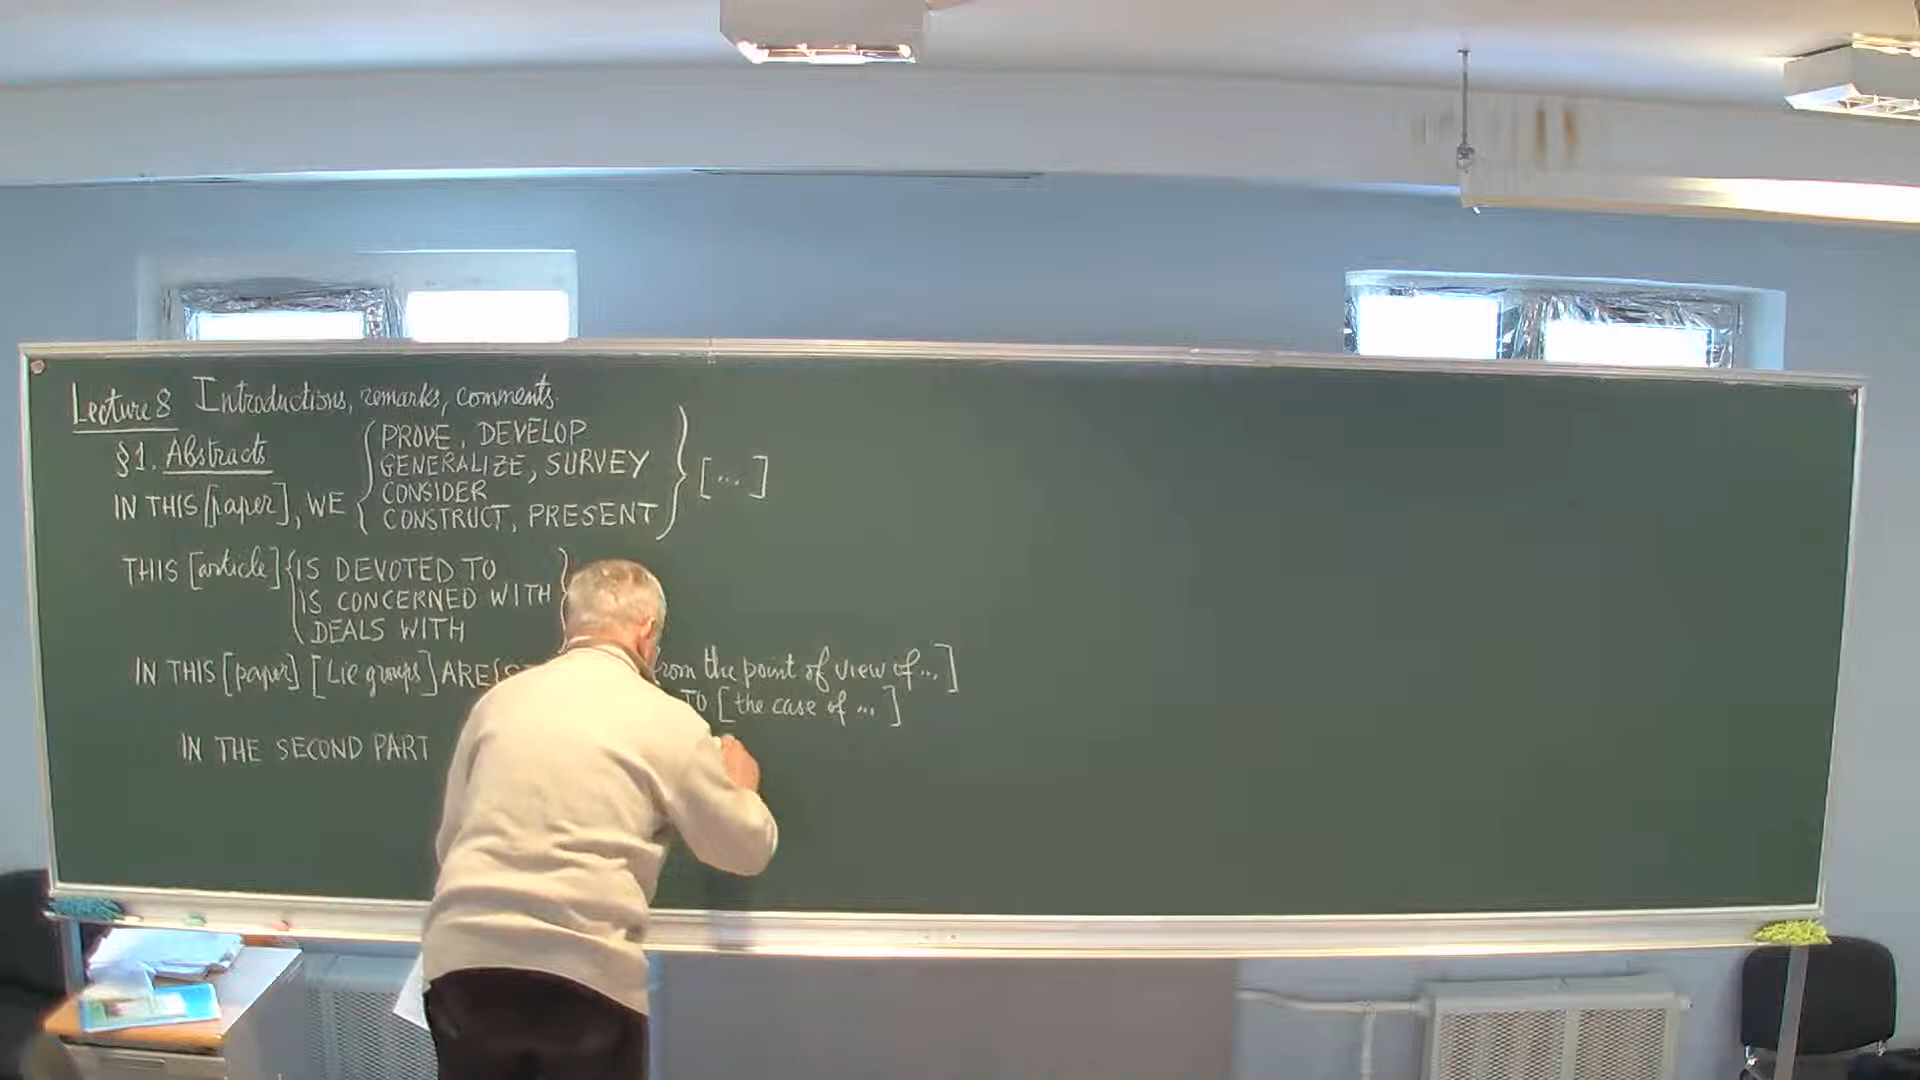 Lecture 8 Introductions, remarks, comments.
§1. Abstracts
IN THIS [paper], WE { PROVE, DEVELOP
GENERALIZE, SURVEY
CONSIDER
CONSTRUCT, PRESENT } [...]
THIS [article] { IS DEVOTED TO
IS CONCERNED WITH
DEALS WITH }
IN THIS [paper] [Lie groups] ARE from the point of view of ...]
TO [the case of ...]
IN THE SECOND PART